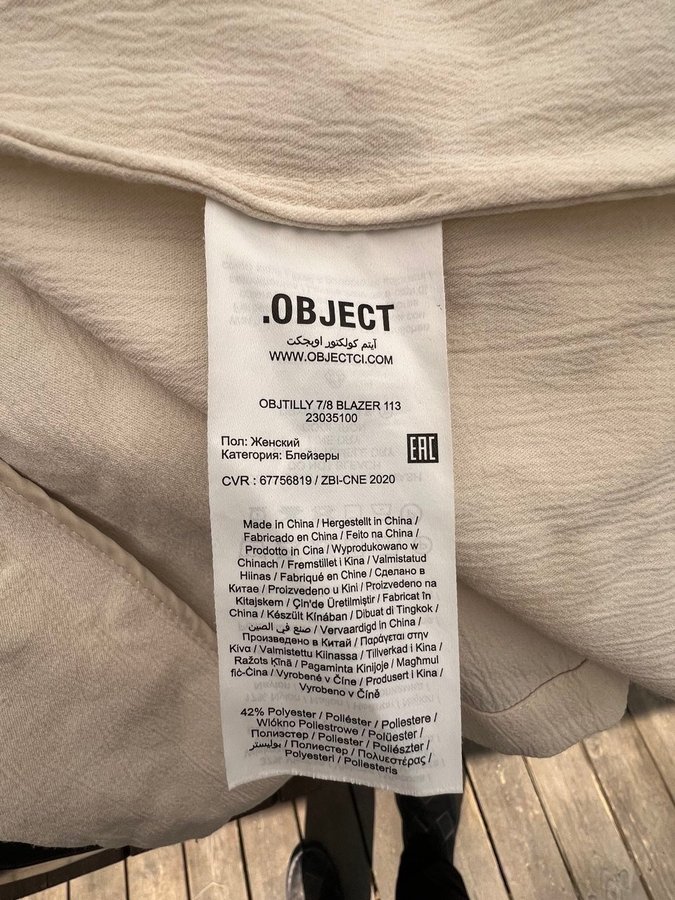 .OBJECT
آيتم كولكتور اوبجكت
WWW.OBJECTCI.COM
OBJTILLY 7/8 BLAZER 113
23035100
Пол: Женский
Категория: Блейзеры
EAC
CVR : 67756819 / ZBI-CNE 2020
Made in China / Hergestellt in China /
Fabricado en China / Feito na China /
Prodotto in Cina / Wyprodukowano w
Chinach / Fremstillet i Kina / Valmistatud
Hiinas / Fabriqué en Chine / Сделано в
Китае / Proizvedeno u Kini / Proizvedeno na
Kitajskem / Çin'de Üretilmiştir / Fabricat în
China / Készült Kínában / Dibuat di Tingkok /
صنع في الصين / Vervaardigd in China /
Произведено в Китай / Παράγεται στην
Κίνα / Valmistettu Kiinassa / Tillverkad i Kina /
Ražots Ķīnā / Pagaminta Kinijoje / Magħmul
fiċ-Ċina / Vyrobené v Číne / Produsert i Kina /
Vyrobeno v Číně
42% Polyester / Poliéster / Poliestere /
Włókno Poliestrowe / Polüester /
Полиэстер / Poliester / Poliészter /
بوليستر / Полиестер / Πολυεστέρας /
Polyesteri / Poliesteris